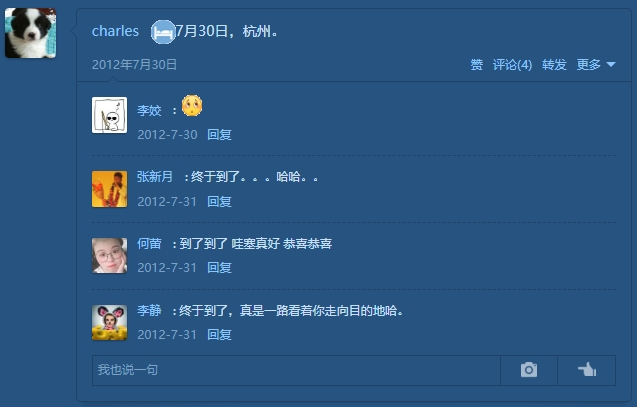 charles 7月30日，杭州。
2012年7月30日 赞 评论(4) 转发 更多
李姣 :
2012-7-30 回复
张新月 : 终于到了。。。哈哈。。
2012-7-31 回复
何苗 : 到了到了 哇塞真好 恭喜恭喜
2012-7-31 回复
李静 : 终于到了，真是一路看着你走向目的地哈。
2012-7-31 回复
我也说一句